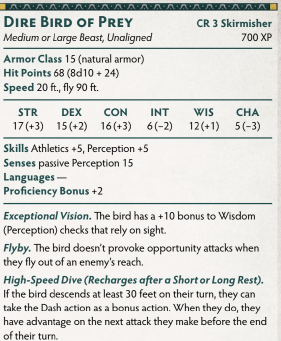 DIRE BIRD OF PREY CR 3 Skirmisher
Medium or Large Beast, Unaligned 700 XP
Armor Class 15 (natural armor)
Hit Points 68 (8d10 + 24)
Speed 20 ft., fly 90 ft.
STR DEX CON INT WIS CHA
17 (+3) 15 (+2) 16 (+3) 6 (−2) 12 (+1) 5 (−3)
Skills Athletics +5, Perception +5
Senses passive Perception 15
Languages —
Proficiency Bonus +2
Exceptional Vision. The bird has a +10 bonus to Wisdom
(Perception) checks that rely on sight.
Flyby. The bird doesn't provoke opportunity attacks when
they fly out of an enemy's reach.
High-Speed Dive (Recharges after a Short or Long Rest).
If the bird descends at least 30 feet on their turn, they can
take the Dash action as a bonus action. When they do, they
have advantage on the next attack they make before the end
of their turn.